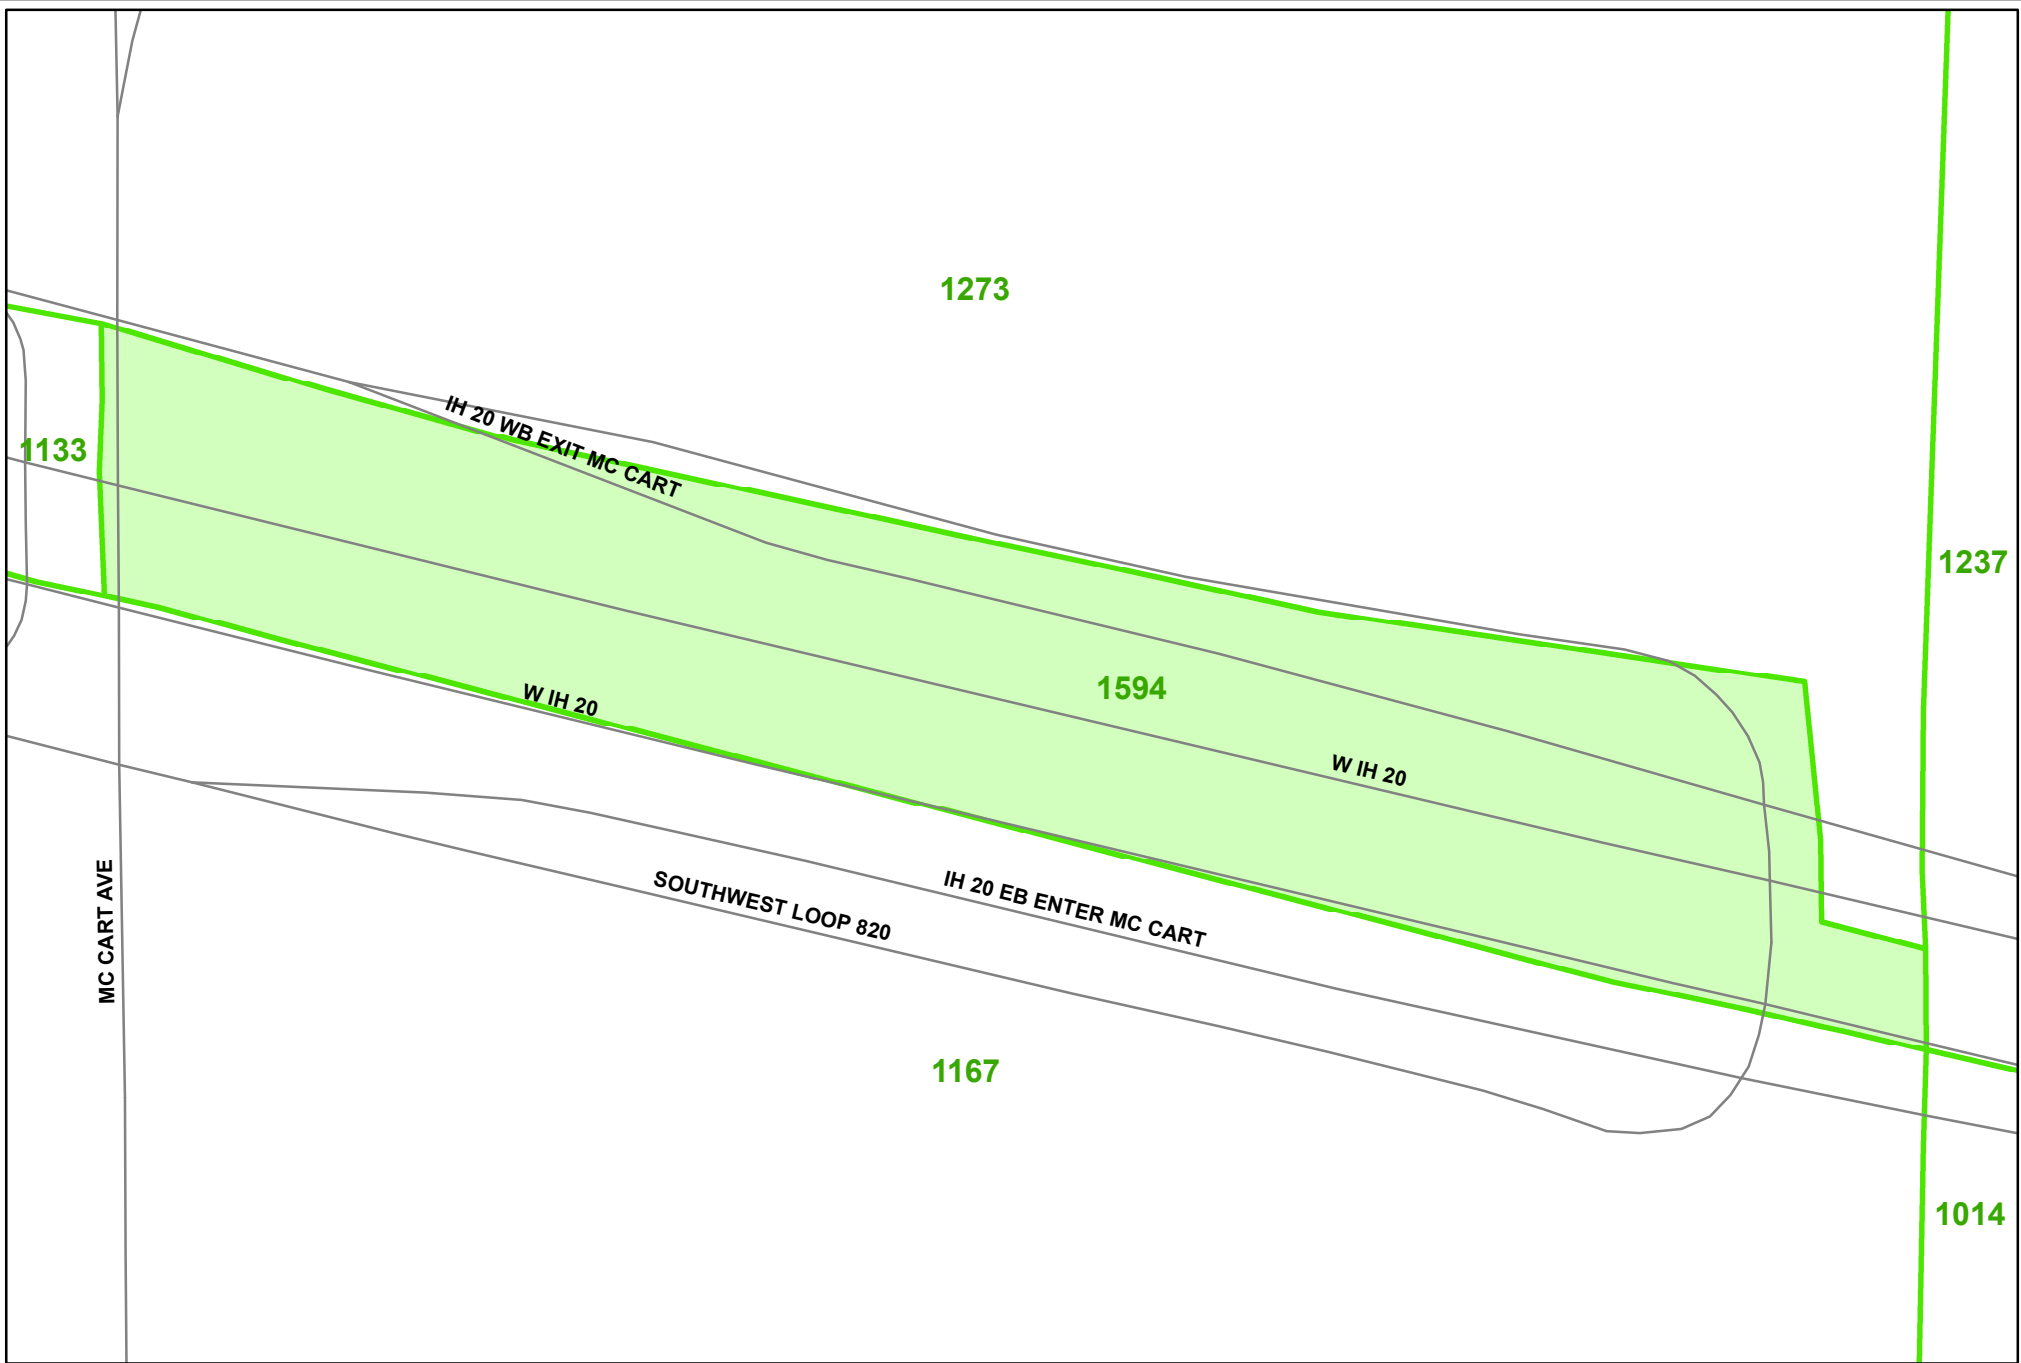 1273
IH 20 WB EXIT MC CART
1133
1237
1594
W IH 20
W IH 20
SOUTHWEST LOOP 820
IH 20 EB ENTER MC CART
MC CART AVE
1167
1014